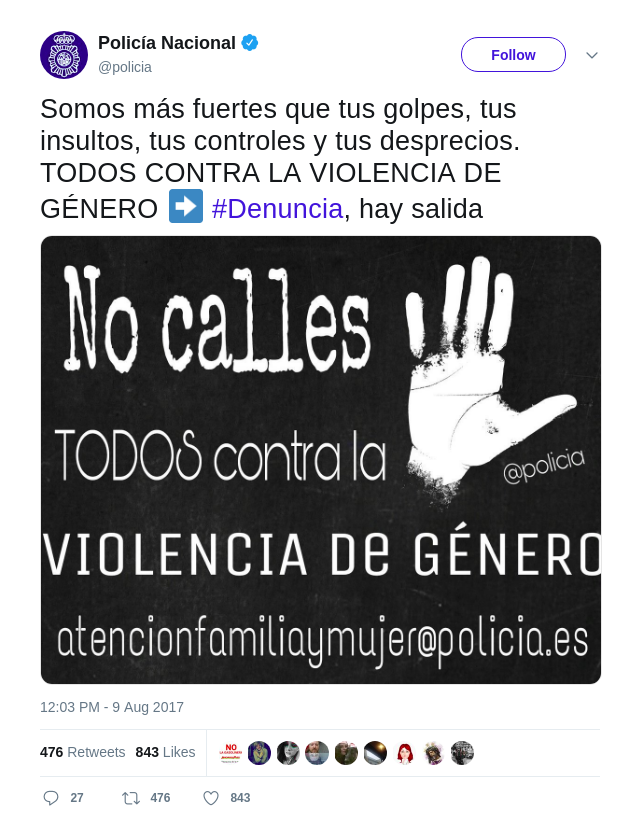 Policía Nacional
@policia
Follow
Somos más fuertes que tus golpes, tus
insultos, tus controles y tus desprecios.
TODOS CONTRA LA VIOLENCIA DE
GÉNERO ➡ #Denuncia, hay salida
No calles
TODOS contra la
@policia
VIOLENCIA De GÉNERO
atencionfamiliaymujer@policia.es
12:03 PM - 9 Aug 2017
476 Retweets 843 Likes
NO
27 476 843